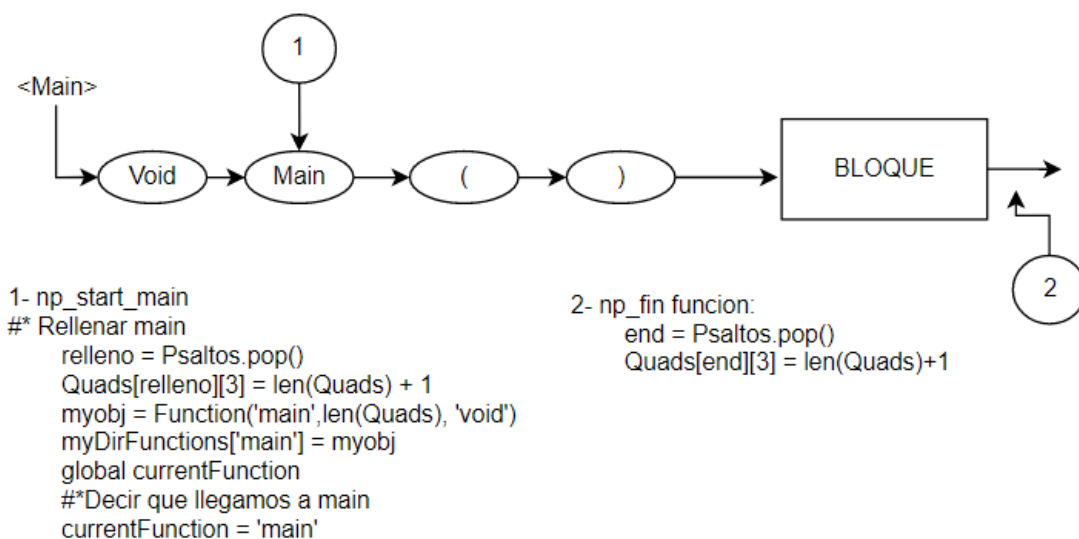 1
<Main>
Void
Main
(
)
BLOQUE
2
1- np_start_main
#* Rellenar main
relleno = Psaltos.pop()
Quads[relleno][3] = len(Quads) + 1
myobj = Function('main',len(Quads), 'void')
myDirFunctions['main'] = myobj
global currentFunction
#*Decir que llegamos a main
currentFunction = 'main'
2- np_fin funcion:
end = Psaltos.pop()
Quads[end][3] = len(Quads)+1